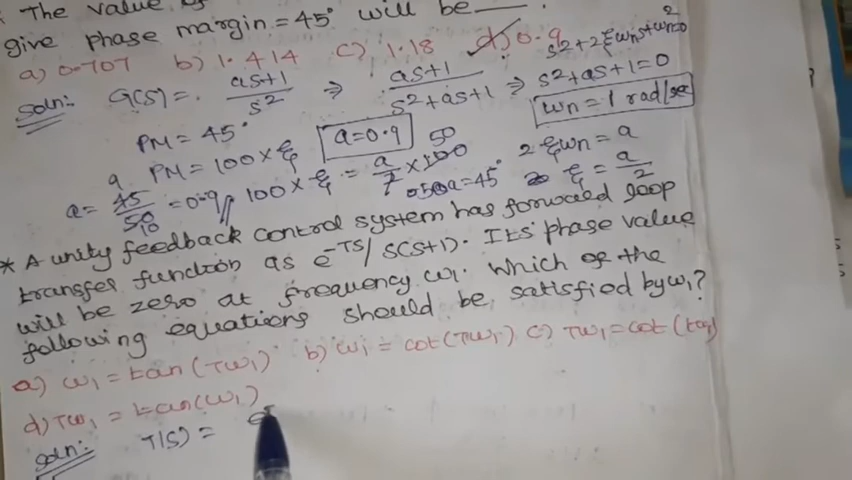 : The value
give phase margin = 45° will be ___.
a) 0.707 b) 1.414 c) 1.18 d) 0.9
s²+2ξωns+ωn²=0
Soln: G(S) = as+1/s² ⇒ as+1/s²+as+1 ⇒ s²+as+1=0
ωn = 1 rad/sec
PM = 45°
PM = 100×ξ a=0.9
2ξωn = a
a = 45/50 = 0.9 100×ξ = a/2 × 100 50 50a=45° ξ = a/2
* A unity feedback control system has forward loop
transfer function as e^-TS/S(S+1). Its phase value
will be zero at frequency ω1. Which of the
following equations should be satisfied by ω1?
a) ω1 = tan(Tω1) b) ω1 = cot(Tω1) c) Tω1 = cot(
d) Tω1 = tan(ω1)
Soln: T(S) = e